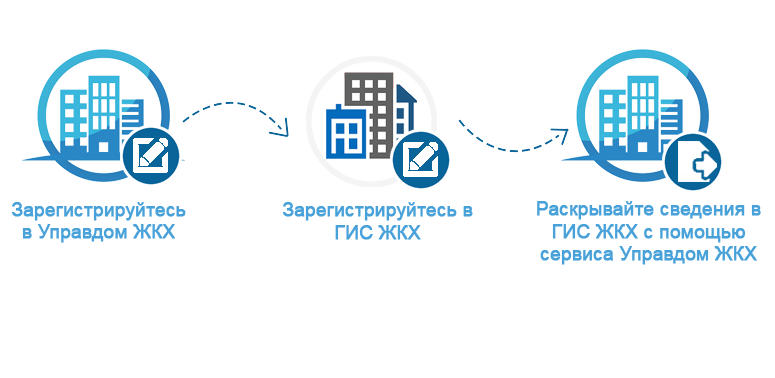 Зарегистрируйтесь
в Управдом ЖКХ
Зарегистрируйтесь в
ГИС ЖКХ
Раскрывайте сведения в
ГИС ЖКХ с помощью
сервиса Управдом ЖКХ